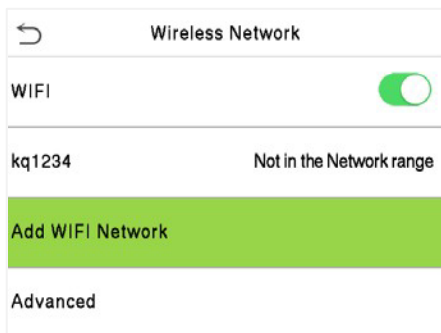 Wireless Network
WIFI
kq1234 Not in the Network range
Add WIFI Network
Advanced